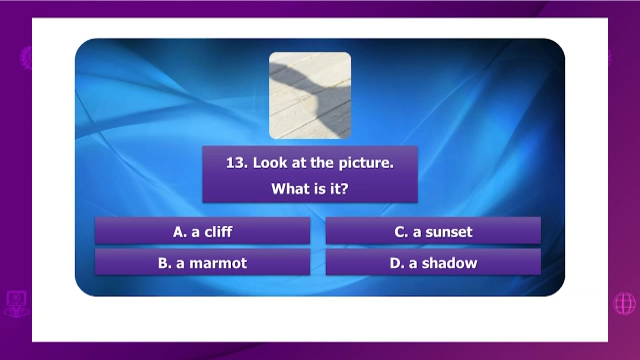 13. Look at the picture.
What is it?
A. a cliff
C. a sunset
B. a marmot
D. a shadow